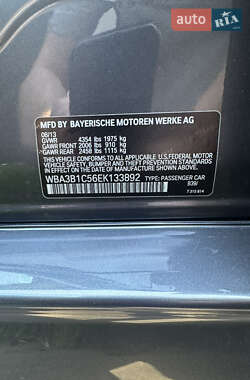 AUTO RIA
MFD. BY BAYERISCHE MOTOREN WERKE AG
06/13
GVWR 4354 lbs 1975 kg
GAWR FRONT 2006 lbs 910 kg
GAWR REAR 2458 lbs 1115 kg
THIS VEHICLE CONFORMS TO ALL APPLICABLE U.S. FEDERAL MOTOR
VEHICLE SAFETY, BUMPER, AND THEFT PREVENTION STANDARDS
IN EFFECT ON THE DATE OF MANUFACTURE SHOWN ABOVE.
WBA3B1C56EK133892 TYPE: PASSENGER CAR